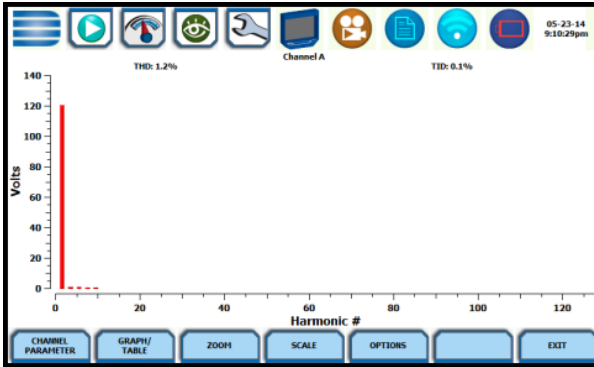 05-23-14
9:10:29pm
Channel A
THD: 1.2%
TID: 0.1%
140
120
100
80
60
40
20
0
Volts
0 20 40 60 80 100 120
Harmonic #
CHANNEL
PARAMETER
GRAPH/
TABLE
ZOOM
SCALE
OPTIONS
EXIT